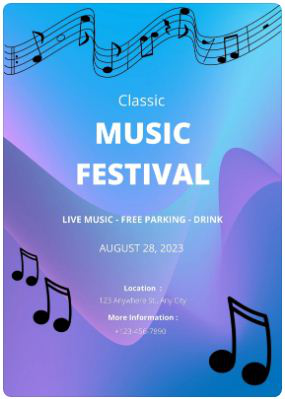 Classic
MUSIC
FESTIVAL
LIVE MUSIC - FREE PARKING - DRINK
AUGUST 28, 2023
Location :
123 Anywhere St., Any City
More Information :
+123-456-7890